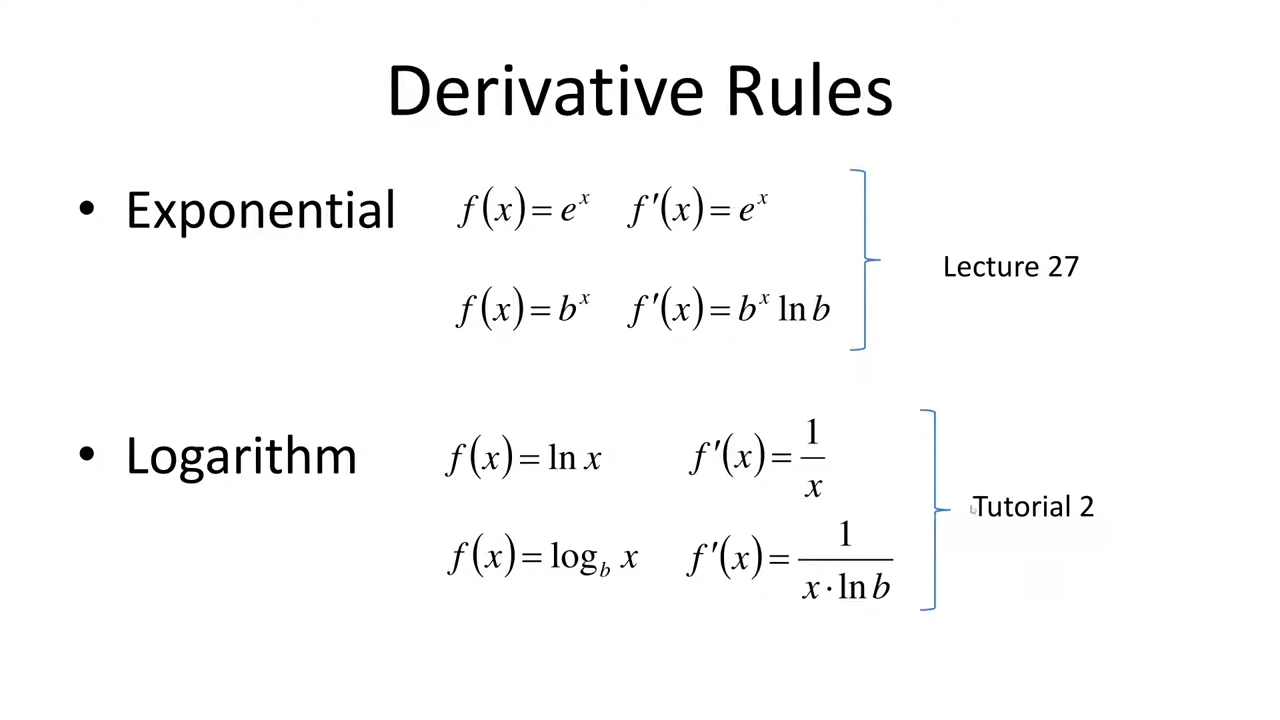 Derivative Rules
• Exponential f(x) = e^x f′(x) = e^x
Lecture 27
f(x) = b^x f′(x) = b^x ln b
• Logarithm f(x) = ln x f′(x) = 1/x
Tutorial 2
f(x) = log_b x f′(x) = 1/(x · ln b)